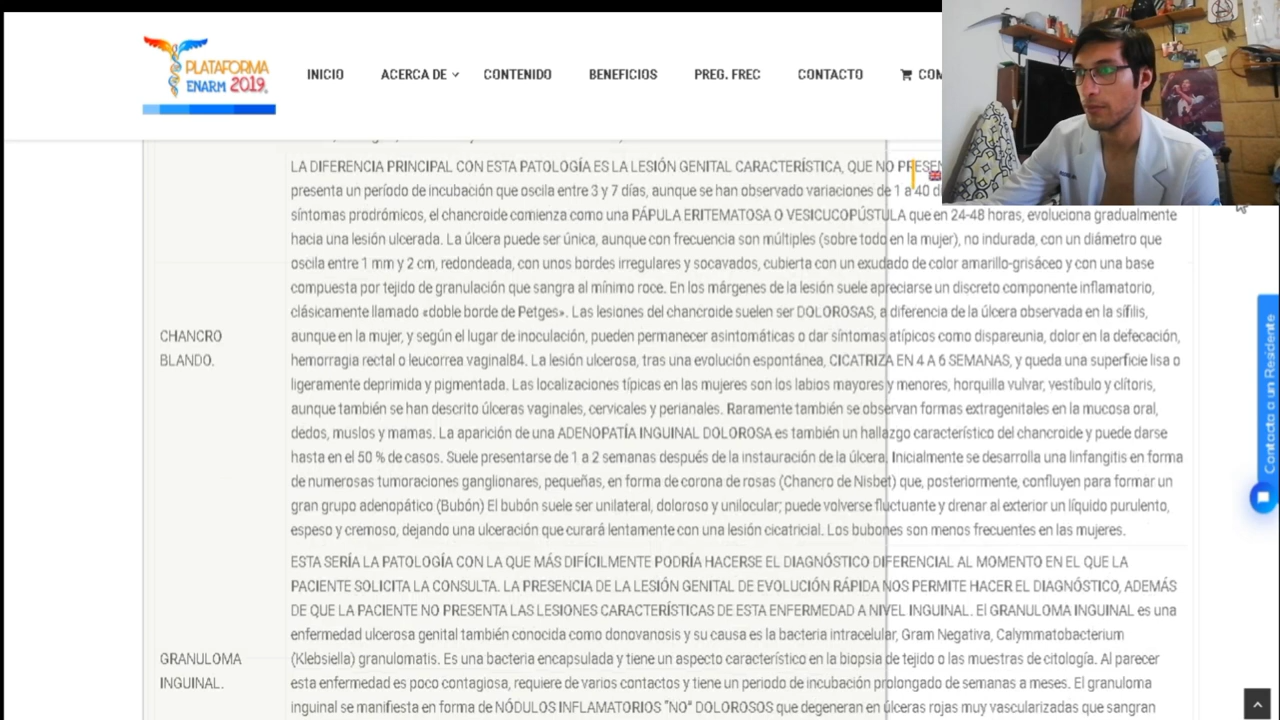 PLATAFORMA
ENARM 2019
INICIO
ACERCA DE
CONTENIDO
BENEFICIOS
PREG. FREC
CONTACTO
COM
LA DIFERENCIA PRINCIPAL CON ESTA PATOLOGÍA ES LA LESIÓN GENITAL CARACTERÍSTICA, QUE NO PRESEN
presenta un período de incubación que oscila entre 3 y 7 días, aunque se han observado variaciones de 1 a 40 d
síntomas prodrómicos, el chancroide comienza como una PÁPULA ERITEMATOSA O VESICUCOPÚSTULA que en 24-48 horas, evoluciona gradualmente
hacia una lesión ulcerada. La úlcera puede ser única, aunque con frecuencia son múltiples (sobre todo en la mujer), no indurada, con un diámetro que
oscila entre 1 mm y 2 cm, redondeada, con unos bordes irregulares y socavados, cubierta con un exudado de color amarillo-grisáceo y con una base
compuesta por tejido de granulación que sangra al mínimo roce. En los márgenes de la lesión suele apreciarse un discreto componente inflamatorio,
clásicamente llamado «doble borde de Petges». Las lesiones del chancroide suelen ser DOLOROSAS, a diferencia de la úlcera observada en la sífilis,
CHANCRO
BLANDO.
aunque en la mujer, y según el lugar de inoculación, pueden permanecer asintomáticas o dar síntomas atípicos como dispareunia, dolor en la defecación,
hemorragia rectal o leucorrea vaginal84. La lesión ulcerosa, tras una evolución espontánea, CICATRIZA EN 4 A 6 SEMANAS, y queda una superficie lisa o
ligeramente deprimida y pigmentada. Las localizaciones típicas en las mujeres son los labios mayores y menores, horquilla vulvar, vestíbulo y clítoris,
aunque también se han descrito úlceras vaginales, cervicales y perianales. Raramente también se observan formas extragenitales en la mucosa oral,
dedos, muslos y mamas. La aparición de una ADENOPATÍA INGUINAL DOLOROSA es también un hallazgo característico del chancroide y puede darse
hasta en el 50 % de casos. Suele presentarse de 1 a 2 semanas después de la instauración de la úlcera. Inicialmente se desarrolla una linfangitis en forma
de numerosas tumoraciones ganglionares, pequeñas, en forma de corona de rosas (Chancro de Nisbet) que, posteriormente, confluyen para formar un
gran grupo adenopático (Bubón) El bubón suele ser unilateral, doloroso y unilocular; puede volverse fluctuante y drenar al exterior un líquido purulento,
espeso y cremoso, dejando una ulceración que curará lentamente con una lesión cicatricial. Los bubones son menos frecuentes en las mujeres.
ESTA SERÍA LA PATOLOGÍA CON LA QUE MÁS DIFÍCILMENTE PODRÍA HACERSE EL DIAGNÓSTICO DIFERENCIAL AL MOMENTO EN EL QUE LA
PACIENTE SOLICITA LA CONSULTA. LA PRESENCIA DE LA LESIÓN GENITAL DE EVOLUCIÓN RÁPIDA NOS PERMITE HACER EL DIAGNÓSTICO, ADEMÁS
DE QUE LA PACIENTE NO PRESENTA LAS LESIONES CARACTERÍSTICAS DE ESTA ENFERMEDAD A NIVEL INGUINAL. El GRANULOMA INGUINAL es una
enfermedad ulcerosa genital también conocida como donovanosis y su causa es la bacteria intracelular, Gram Negativa, Calymmatobacterium
GRANULOMA
INGUINAL.
(Klebsiella) granulomatis. Es una bacteria encapsulada y tiene un aspecto característico en la biopsia de tejido o las muestras de citología. Al parecer
esta enfermedad es poco contagiosa, requiere de varios contactos y tiene un periodo de incubación prolongado de semanas a meses. El granuloma
inguinal se manifiesta en forma de NÓDULOS INFLAMATORIOS "NO" DOLOROSOS que degeneran en úlceras rojas muy vascularizadas que sangran
Contacta a un Residente